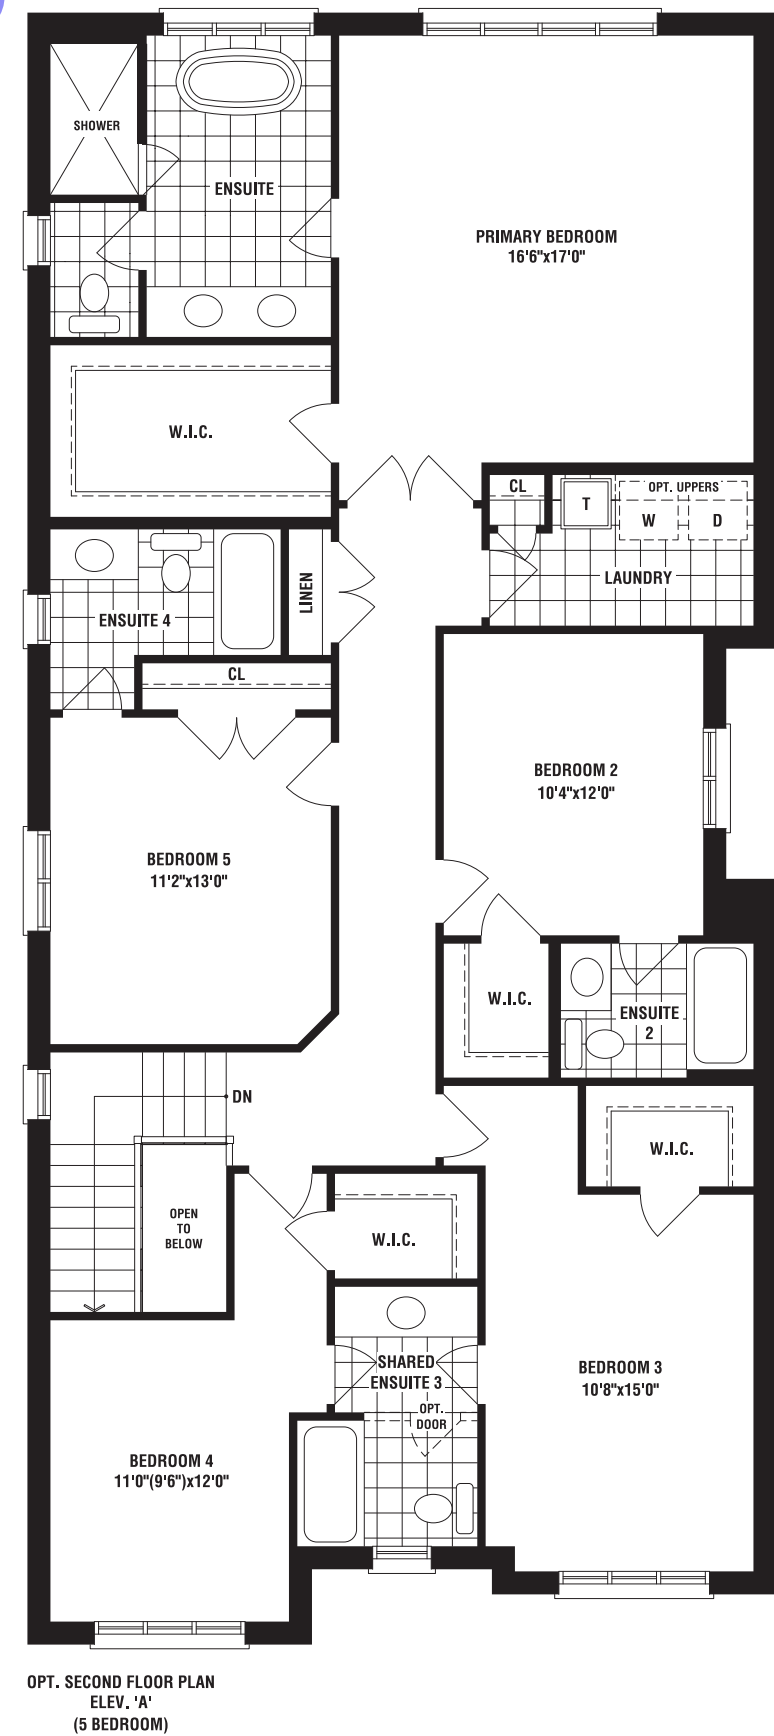 SHOWER
ENSUITE
PRIMARY BEDROOM
16'6"x17'0"
W.I.C.
CL
OPT. UPPERS
T
W
D
LAUNDRY
LINEN
ENSUITE 4
CL
BEDROOM 2
10'4"x12'0"
BEDROOM 5
11'2"x13'0"
W.I.C.
ENSUITE
2
DN
W.I.C.
OPEN
TO
BELOW
W.I.C.
SHARED
ENSUITE 3
OPT.
DOOR
BEDROOM 3
10'8"x15'0"
BEDROOM 4
11'0"(9'6")x12'0"
OPT. SECOND FLOOR PLAN
ELEV. 'A'
(5 BEDROOM)